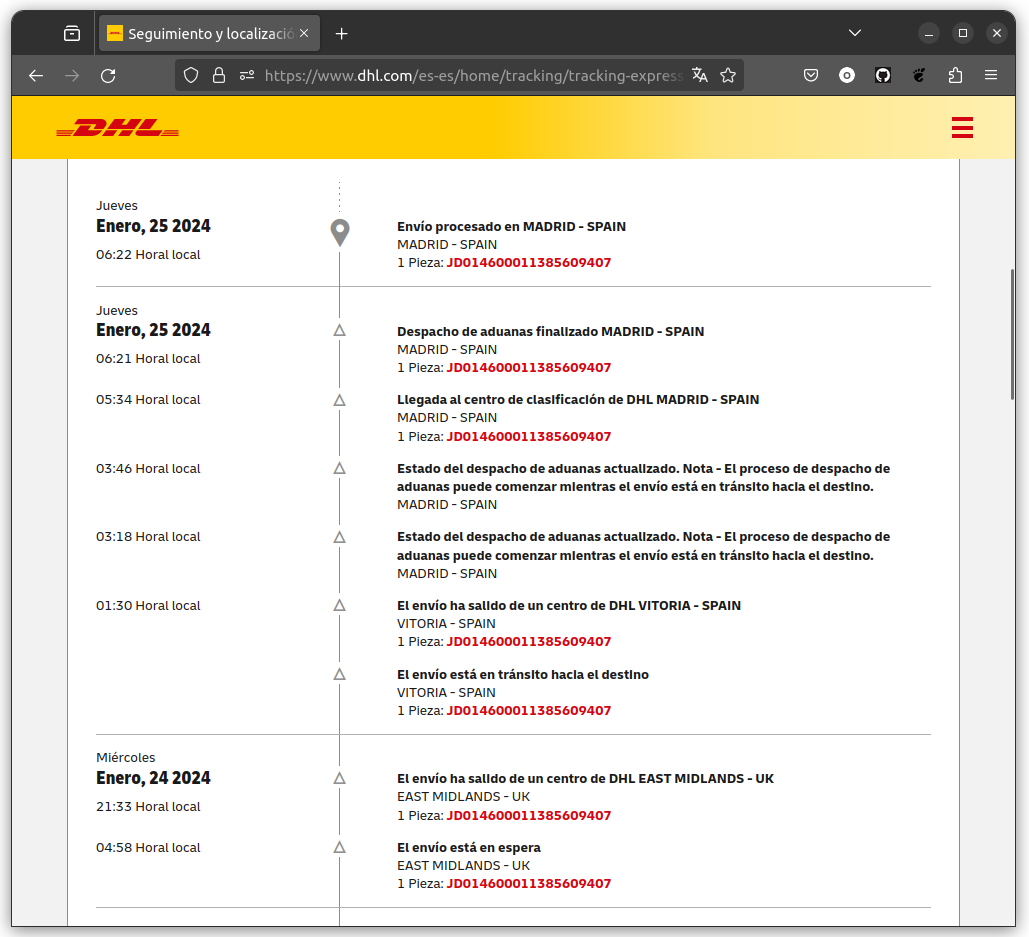 Seguimiento y localizació
https://www.dhl.com/es-es/home/tracking/tracking-express
DHL
Jueves
Enero, 25 2024
06:22 Horal local
Envío procesado en MADRID - SPAIN
MADRID - SPAIN
1 Pieza: JD014600011385609407
Jueves
Enero, 25 2024
06:21 Horal local
Despacho de aduanas finalizado MADRID - SPAIN
MADRID - SPAIN
1 Pieza: JD014600011385609407
05:34 Horal local
Llegada al centro de clasificación de DHL MADRID - SPAIN
MADRID - SPAIN
1 Pieza: JD014600011385609407
03:46 Horal local
Estado del despacho de aduanas actualizado. Nota - El proceso de despacho de
aduanas puede comenzar mientras el envío está en tránsito hacia el destino.
MADRID - SPAIN
03:18 Horal local
Estado del despacho de aduanas actualizado. Nota - El proceso de despacho de
aduanas puede comenzar mientras el envío está en tránsito hacia el destino.
MADRID - SPAIN
01:30 Horal local
El envío ha salido de un centro de DHL VITORIA - SPAIN
VITORIA - SPAIN
1 Pieza: JD014600011385609407
El envío está en tránsito hacia el destino
VITORIA - SPAIN
1 Pieza: JD014600011385609407
Miércoles
Enero, 24 2024
21:33 Horal local
El envío ha salido de un centro de DHL EAST MIDLANDS - UK
EAST MIDLANDS - UK
1 Pieza: JD014600011385609407
04:58 Horal local
El envío está en espera
EAST MIDLANDS - UK
1 Pieza: JD014600011385609407